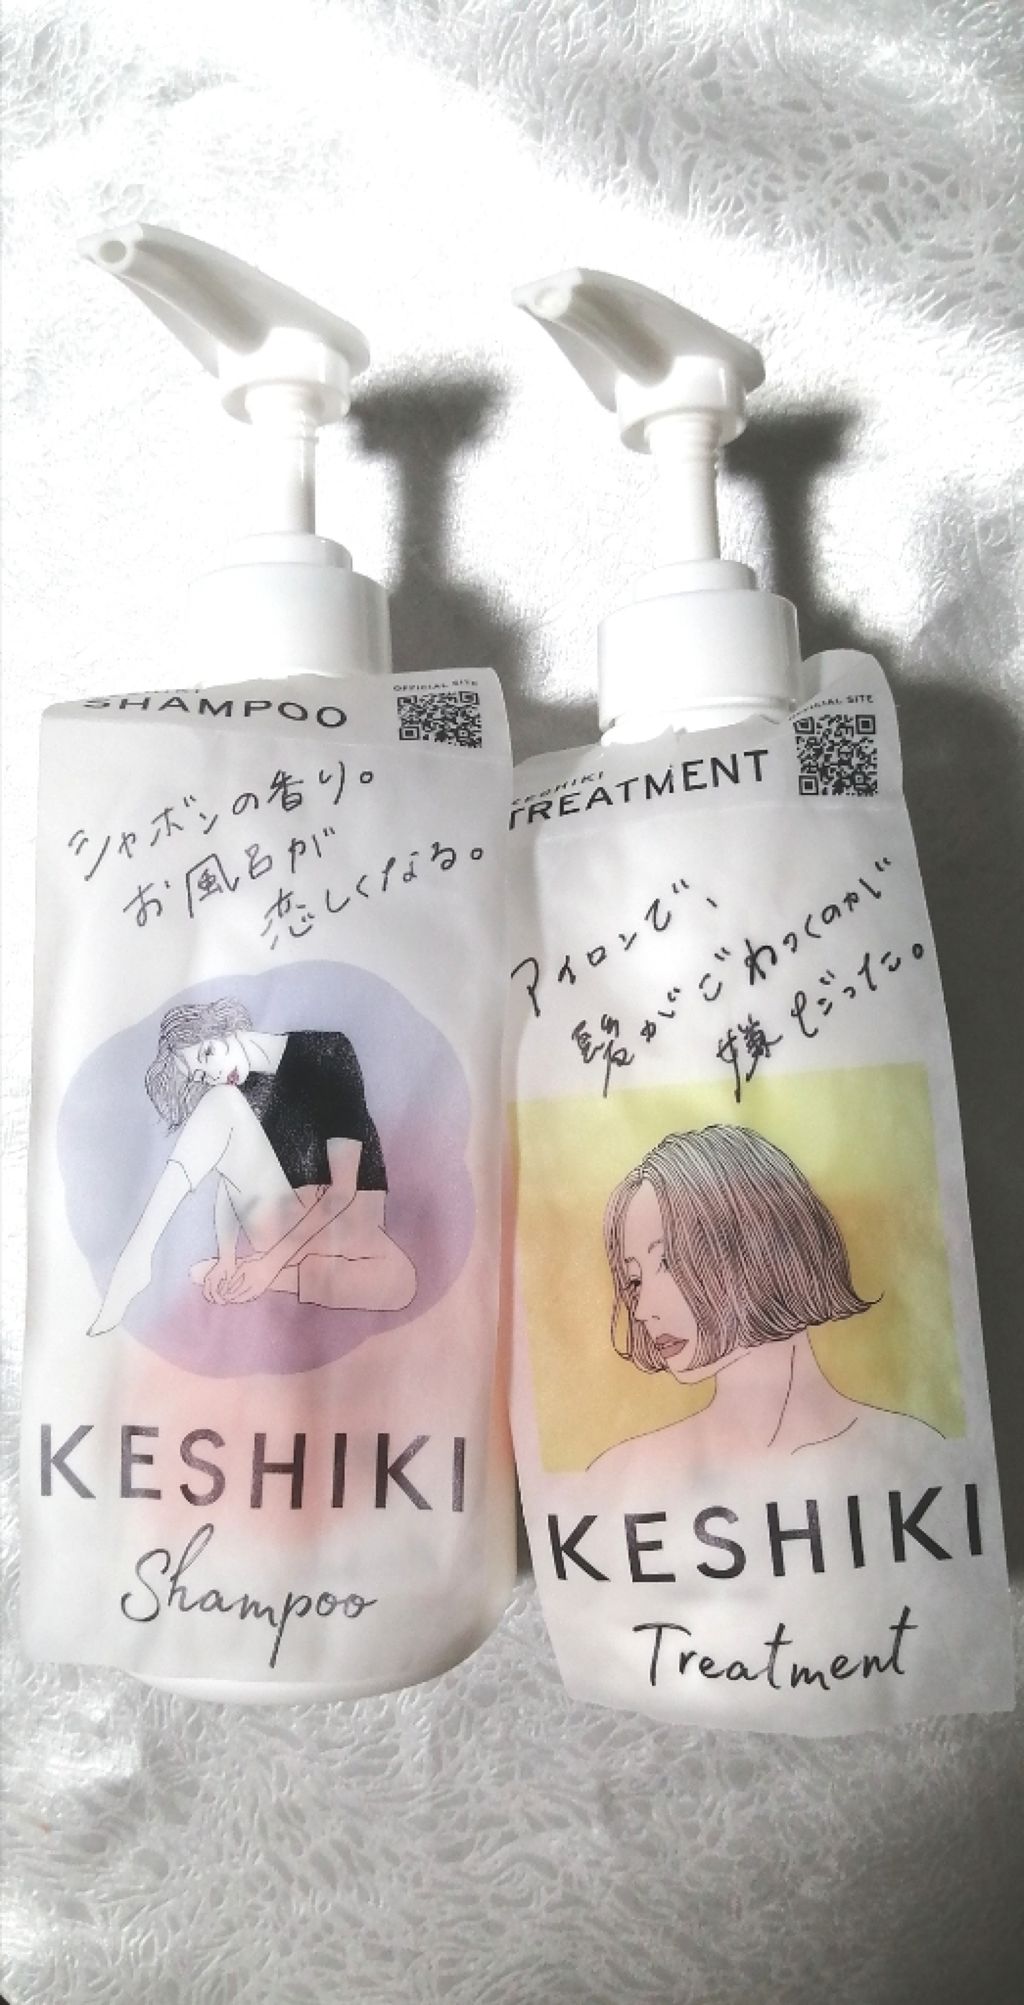 SHAMPOO
OFFICIAL SITE
シャボンの香り。
お風呂が
恋しくなる。
KESHIKI
Shampoo
KESHIKI
TREATMENT
OFFICIAL SITE
アイロンで、
髪がごわつくのが
嫌だった。
KESHIKI
Treatment